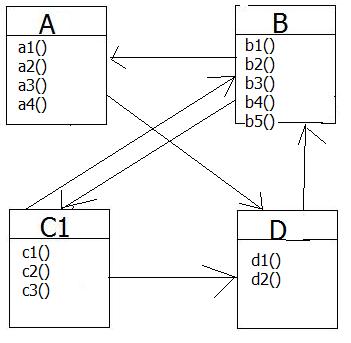 A
a1()
a2()
a3()
a4()
B
b1()
b2()
b3()
b4()
b5()
C1
c1()
c2()
c3()
D
d1()
d2()